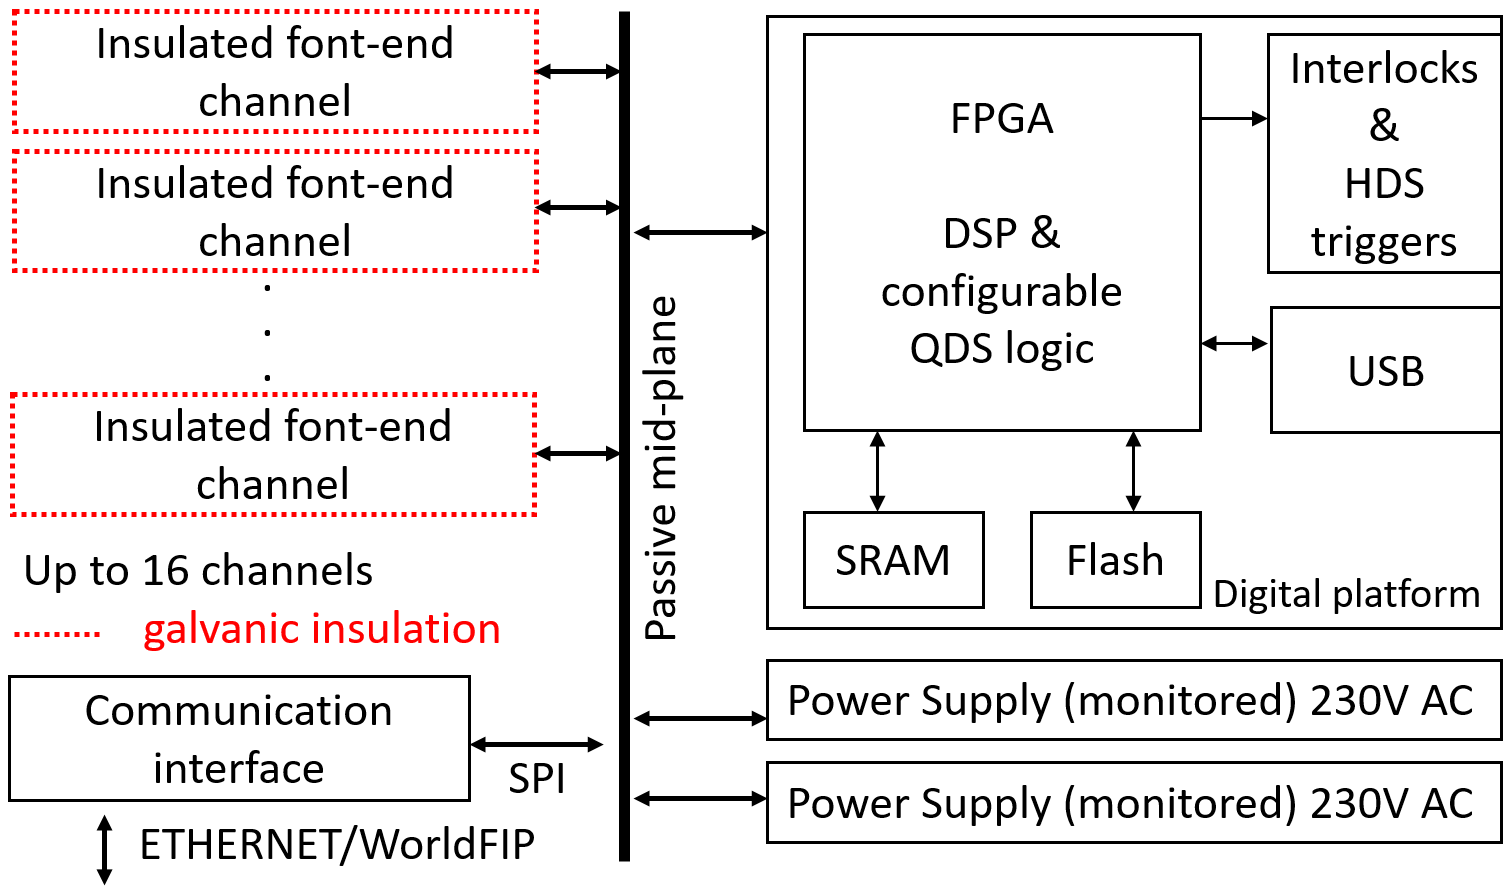 Insulated font-end
channel
Insulated font-end
channel
.
.
.
Insulated font-end
channel
Up to 16 channels
......... galvanic insulation
Communication
interface
SPI
ETHERNET/WorldFIP
Passive mid-plane
FPGA
DSP &
configurable
QDS logic
Interlocks
&
HDS
triggers
USB
SRAM
Flash
Digital platform
Power Supply (monitored) 230V AC
Power Supply (monitored) 230V AC